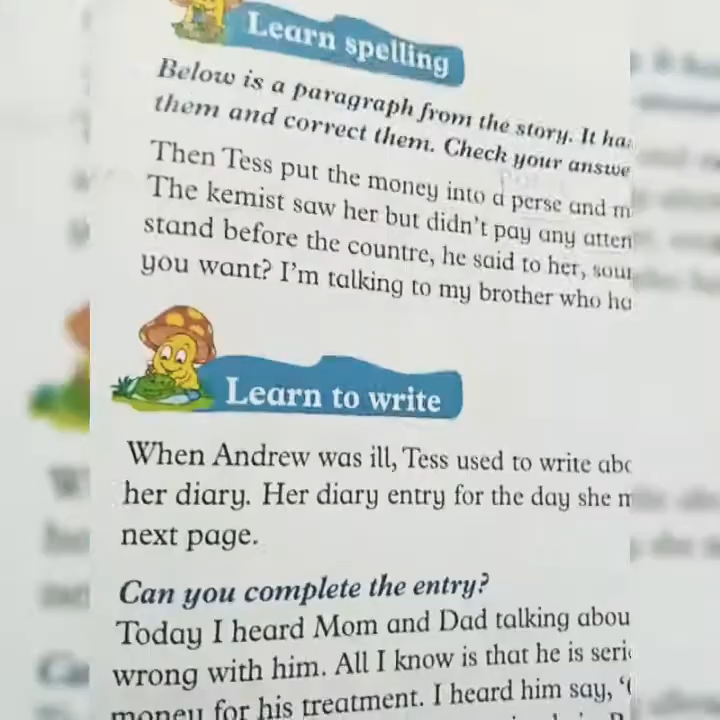 Learn spelling
Below is a paragraph from the story. It has
them and correct them. Check your answe
Then Tess put the money into a perse and m
The kemist saw her but didn't pay any atten
stand before the countre, he said to her, sour
you want? I'm talking to my brother who ha
Learn to write
When Andrew was ill, Tess used to write abo
her diary. Her diary entry for the day she m
next page.
Can you complete the entry?
Today I heard Mom and Dad talking abou
wrong with him. All I know is that he is seri
money for his treatment. I heard him say, '